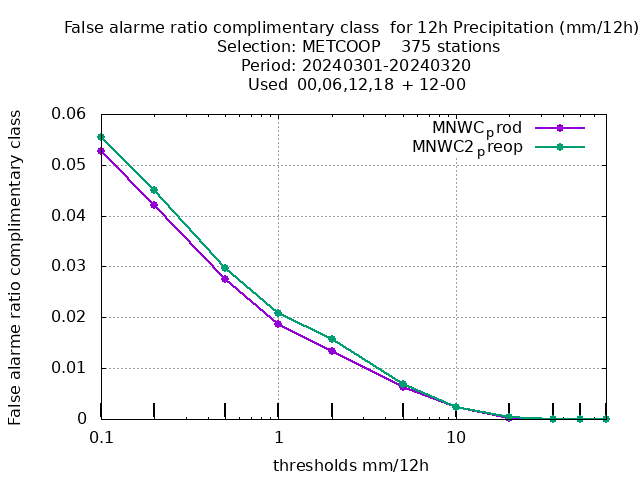 False alarme ratio complimentary class  for 12h Precipitation (mm/12h)
Selection: METCOOP    375 stations
Period: 20240301-20240320
Used  00,06,12,18  + 12-00
False alarme ratio complimentary class
0.06
0.05
0.04
0.03
0.02
0.01
0
MNWCprod
MNWC2preop
0.1 1 10
thresholds mm/12h